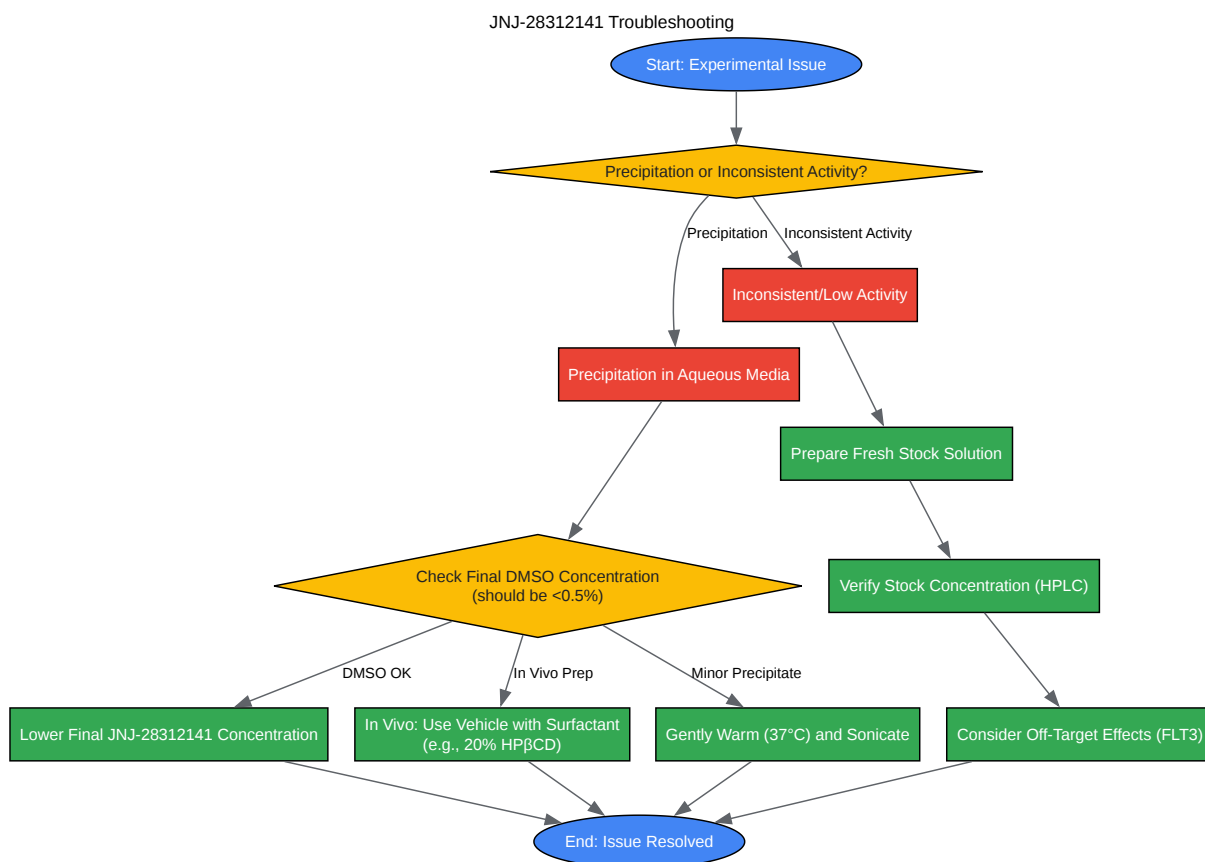 JNJ-28312141 Troubleshooting
Start: Experimental Issue
Precipitation or Inconsistent Activity?
Precipitation
Inconsistent Activity
Inconsistent/Low Activity
Precipitation in Aqueous Media
Prepare Fresh Stock Solution
Check Final DMSO Concentration
(should be <0.5%)
Verify Stock Concentration (HPLC)
DMSO OK
In Vivo Prep
Minor Precipitate
Lower Final JNJ-28312141 Concentration
In Vivo: Use Vehicle with Surfactant
(e.g., 20% HPβCD)
Gently Warm (37°C) and Sonicate
Consider Off-Target Effects (FLT3)
End: Issue Resolved